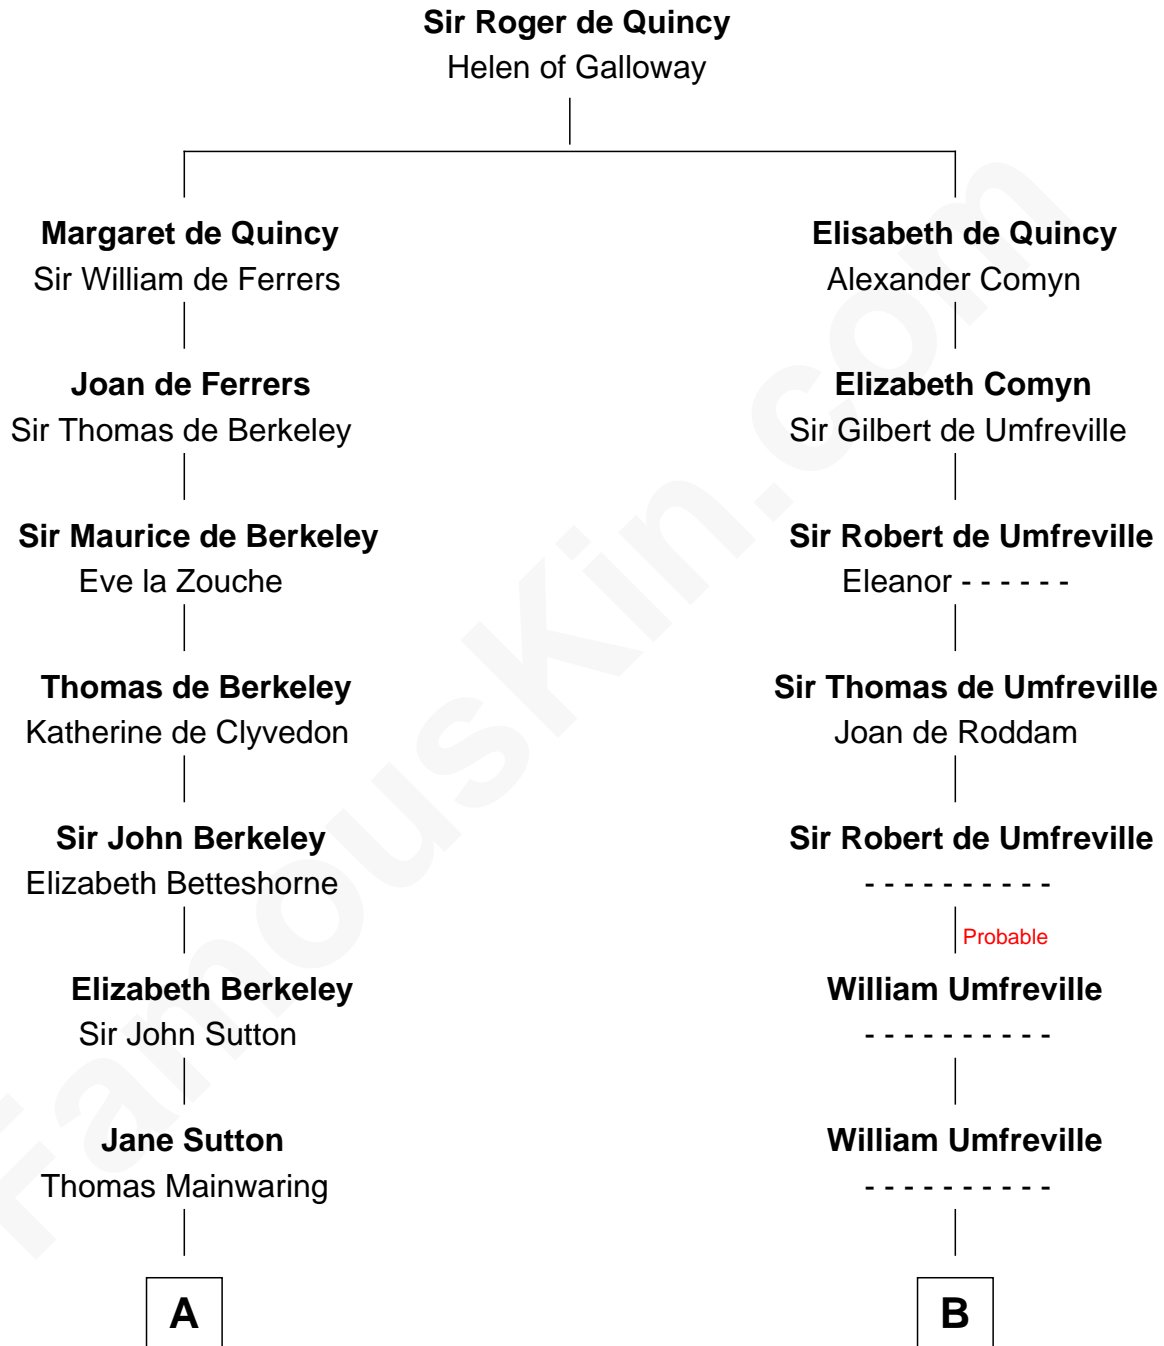 Sir Roger de Quincy
Helen of Galloway
Margaret de Quincy
Sir William de Ferrers
Joan de Ferrers
Sir Thomas de Berkeley
Sir Maurice de Berkeley
Eve la Zouche
Thomas de Berkeley
Katherine de Clyvedon
Sir John Berkeley
Elizabeth Betteshorne
Elizabeth Berkeley
Sir John Sutton
Jane Sutton
Thomas Mainwaring
A
Elisabeth de Quincy
Alexander Comyn
Elizabeth Comyn
Sir Gilbert de Umfreville
Sir Robert de Umfreville
Eleanor - - - - - -
Sir Thomas de Umfreville
Joan de Roddam
Sir Robert de Umfreville
- - - - - - - - - -
Probable
William Umfreville
- - - - - - - - - -
William Umfreville
- - - - - - - - - -
B
FamousKin.com